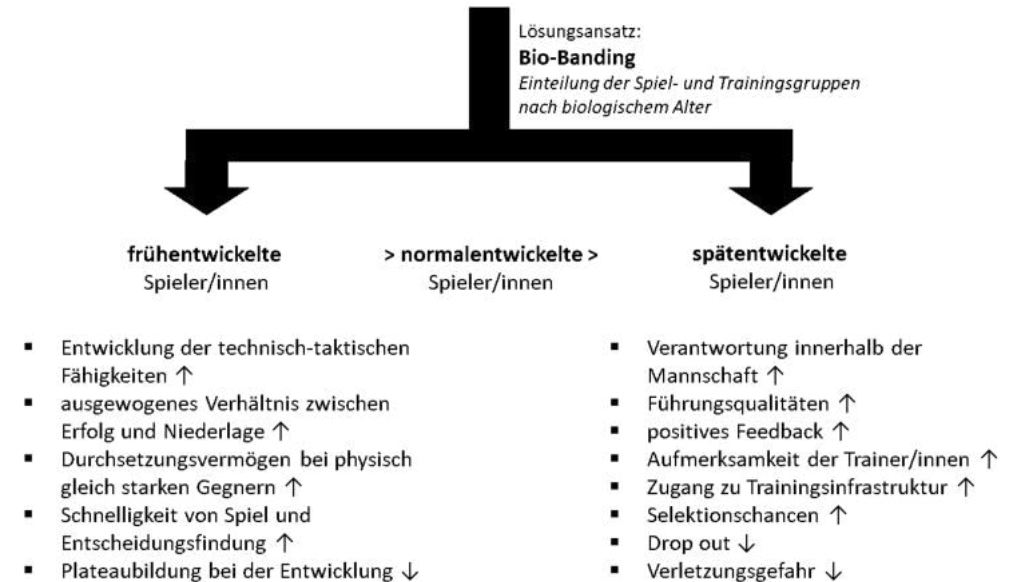 Lösungsansatz:
Bio-Banding
Einteilung der Spiel- und Trainingsgruppen
nach biologischem Alter
frühentwickelte
Spieler/innen
> normalentwickelte >
Spieler/innen
spätentwickelte
Spieler/innen
▪ Entwicklung der technisch-taktischen
Fähigkeiten ↑
▪ ausgewogenes Verhältnis zwischen
Erfolg und Niederlage ↑
▪ Durchsetzungsvermögen bei physisch
gleich starken Gegnern ↑
▪ Schnelligkeit von Spiel und
Entscheidungsfindung ↑
▪ Plateaubildung bei der Entwicklung ↓
▪ Verantwortung innerhalb der
Mannschaft ↑
▪ Führungsqualitäten ↑
▪ positives Feedback ↑
▪ Aufmerksamkeit der Trainer/innen ↑
▪ Zugang zu Trainingsinfrastruktur ↑
▪ Selektionschancen ↑
▪ Drop out ↓
▪ Verletzungsgefahr ↓